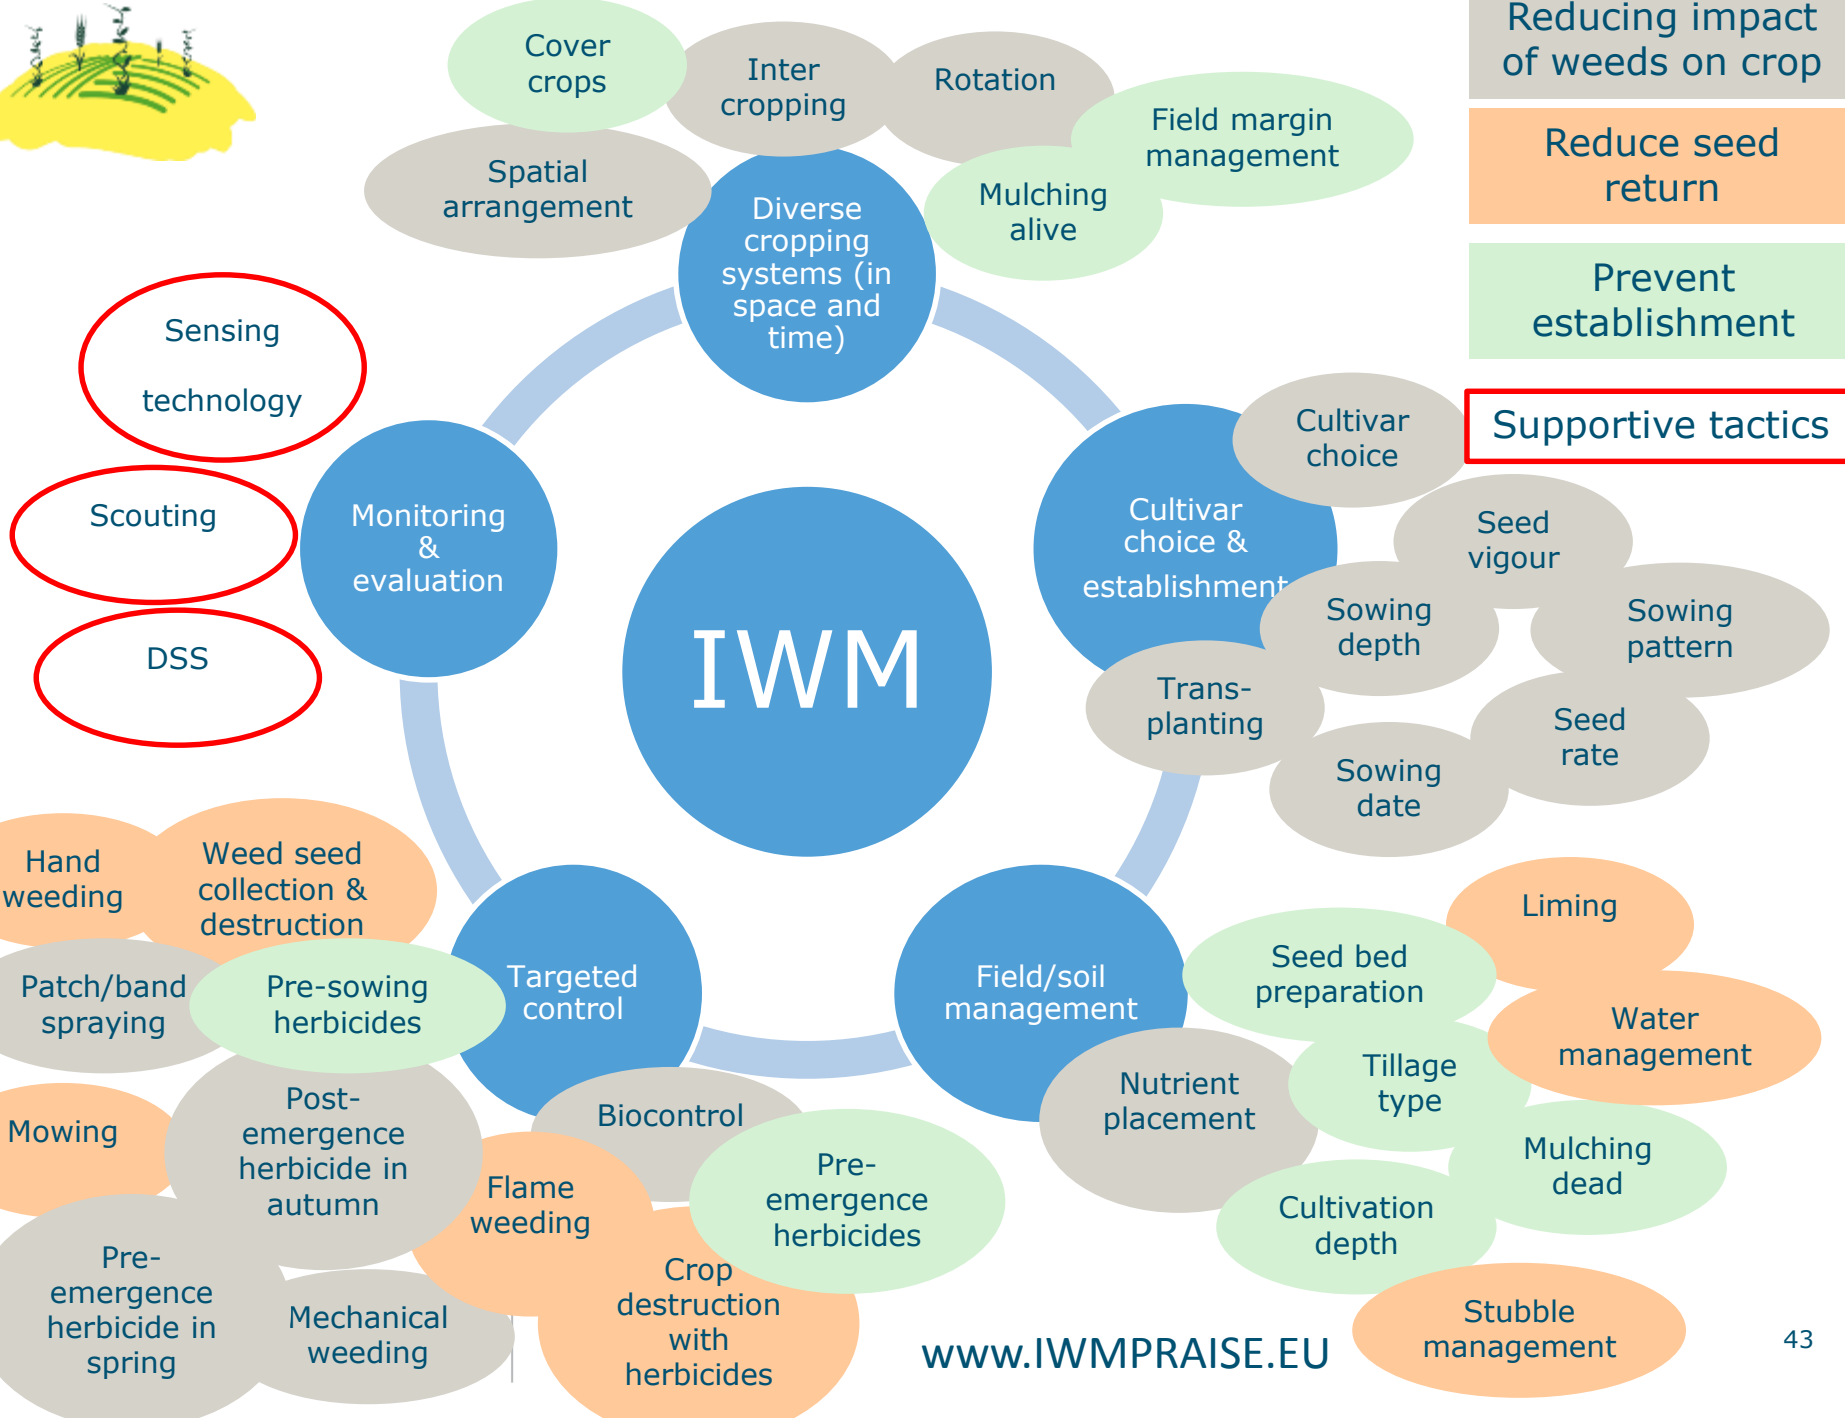 Cover
crops
Inter
cropping
Rotation
Field margin
management
Spatial
arrangement
Mulching
alive
Diverse
cropping
systems (in
space and
time)
Reducing impact
of weeds on crop
Reduce seed
return
Prevent
establishment
Supportive tactics
Sensing
technology
Scouting
DSS
Monitoring
&
evaluation
IWM
Cultivar
choice &
establishment
Cultivar
choice
Seed
vigour
Sowing
depth
Sowing
pattern
Trans-
planting
Seed
rate
Sowing
date
Hand
weeding
Weed seed
collection &
destruction
Patch/band
spraying
Pre-sowing
herbicides
Targeted
control
Field/soil
management
Seed bed
preparation
Liming
Water
management
Tillage
type
Nutrient
placement
Mulching
dead
Cultivation
depth
Stubble
management
Mowing
Post-
emergence
herbicide in
autumn
Biocontrol
Flame
weeding
Pre-
emergence
herbicides
Pre-
emergence
herbicide in
spring
Mechanical
weeding
Crop
destruction
with
herbicides
www.IWMPRAISE.EU
43